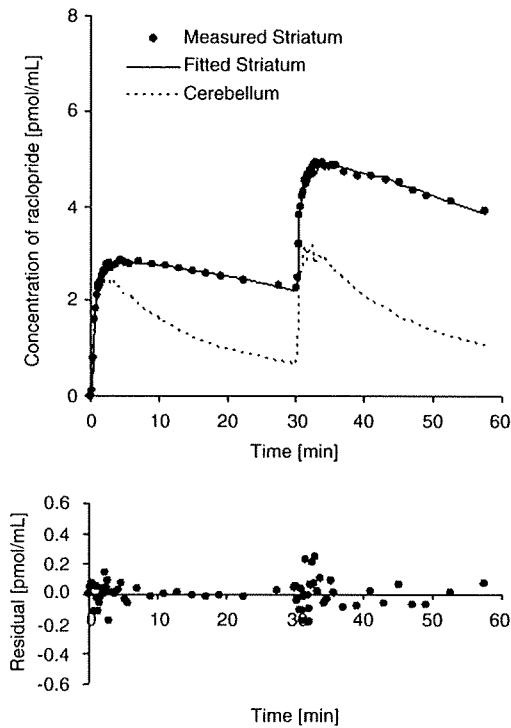 8
6
4
2
0
Concentration of raclopride [pmol/mL]
Measured Striatum
Fitted Striatum
Cerebellum
0 10 20 30 40 50 60
Time [min]
0.6
0.4
0.2
0.0
-0.2
-0.4
-0.6
Residual [pmol/mL]
0 10 20 30 40 50 60
Time [min]